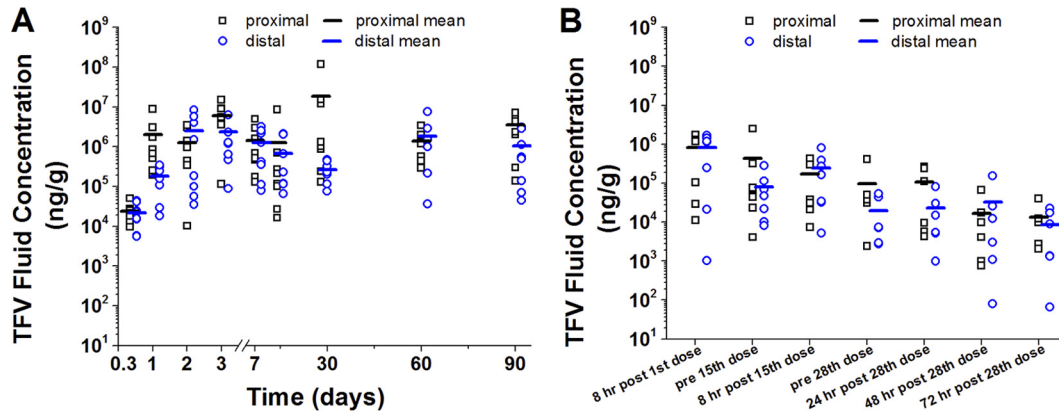 A
proximal
proximal mean
distal
distal mean
10⁹
10⁸
10⁷
10⁶
10⁵
10⁴
10³
10²
10¹
TFV Fluid Concentration
(ng/g)
0.3
1
2
3
7
30
60
90
Time (days)
B
proximal
proximal mean
distal
distal mean
10⁹
10⁸
10⁷
10⁶
10⁵
10⁴
10³
10²
10¹
TFV Fluid Concentration
(ng/g)
8 hr post 1st dose
pre 15th dose
8 hr post 15th dose
pre 28th dose
24 hr post 28th dose
48 hr post 28th dose
72 hr post 28th dose